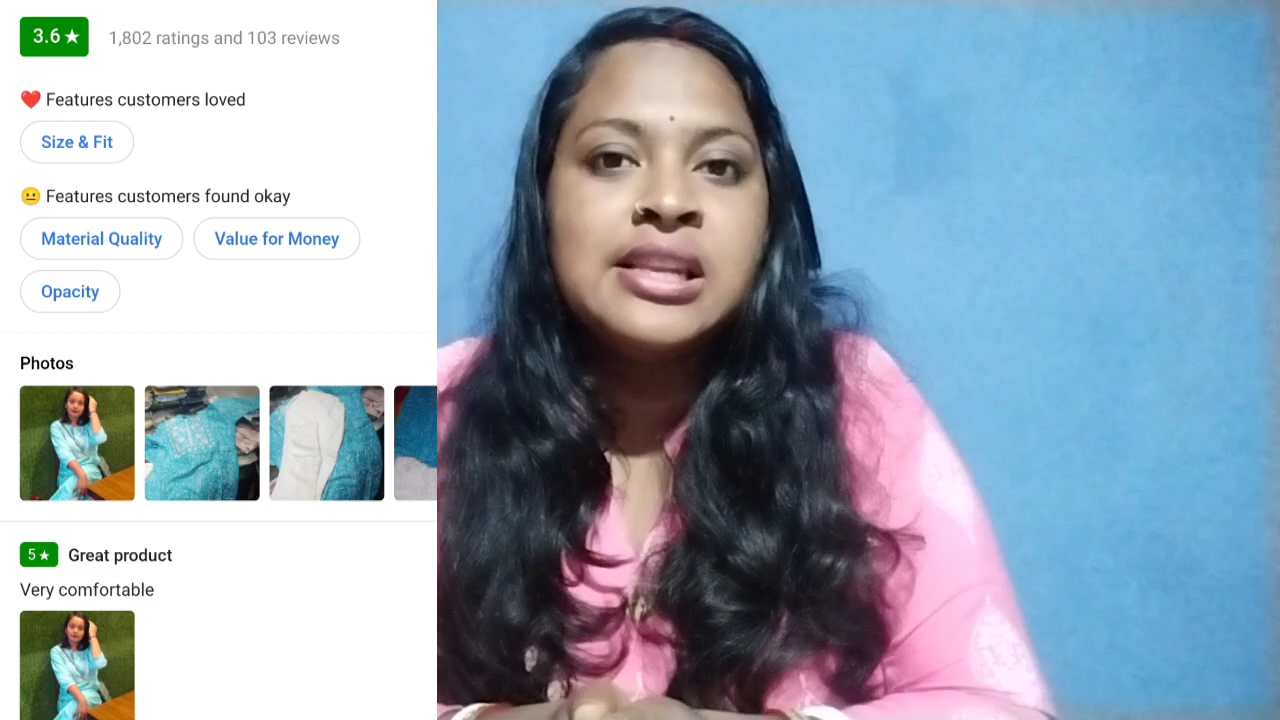 3.6★ 1,802 ratings and 103 reviews
❤️ Features customers loved
Size & Fit
😐 Features customers found okay
Material Quality Value for Money
Opacity
Photos
5★ Great product
Very comfortable